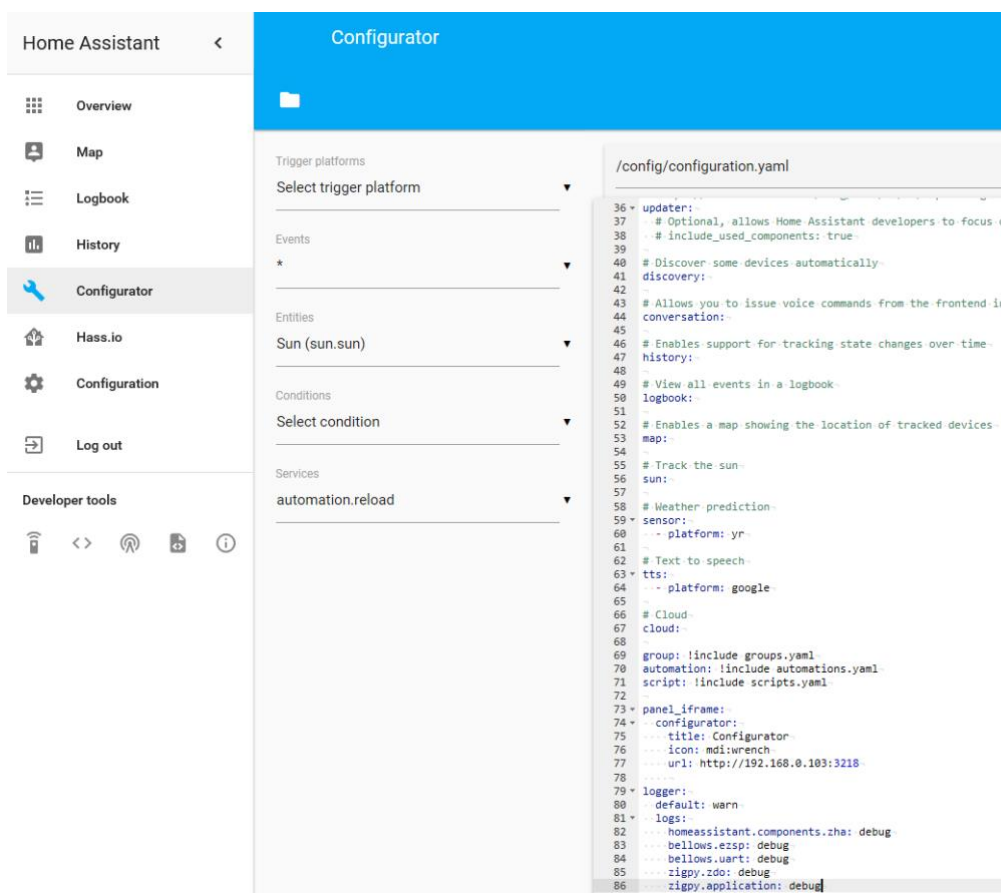 Home Assistant
Configurator
Overview
Map
Logbook
History
Configurator
Hass.io
Configuration
Log out
Developer tools
Trigger platforms
Select trigger platform
Events
*
Entities
Sun (sun.sun)
Conditions
Select condition
Services
automation.reload
/config/configuration.yaml
36 updater:
37 # Optional, allows Home Assistant developers to focus
38 # include_used_components: true
39
40 # Discover some devices automatically
41 discovery:
42
43 # Allows you to issue voice commands from the frontend
44 conversation:
45
46 # Enables support for tracking state changes over time
47 history:
48
49 # View all events in a logbook
50 logbook:
51
52 # Enables a map showing the location of tracked devices
53 map:
54
55 # Track the sun
56 sun:
57
58 # Weather prediction
59 sensor:
60 - platform: yr
61
62 # Text to speech
63 tts:
64 - platform: google
65
66 # Cloud
67 cloud:
68
69 group: !include groups.yaml
70 automation: !include automations.yaml
71 script: !include scripts.yaml
72
73 panel_iframe:
74 configurator:
75 title: Configurator
76 icon: mdi:wrench
77 url: http://192.168.0.103:3218
78
79 logger:
80 default: warn
81 logs:
82 homeassistant.components.zha: debug
83 bellows.ezsp: debug
84 bellows.uart: debug
85 zigpy.zdo: debug
86 zigpy.application: debug